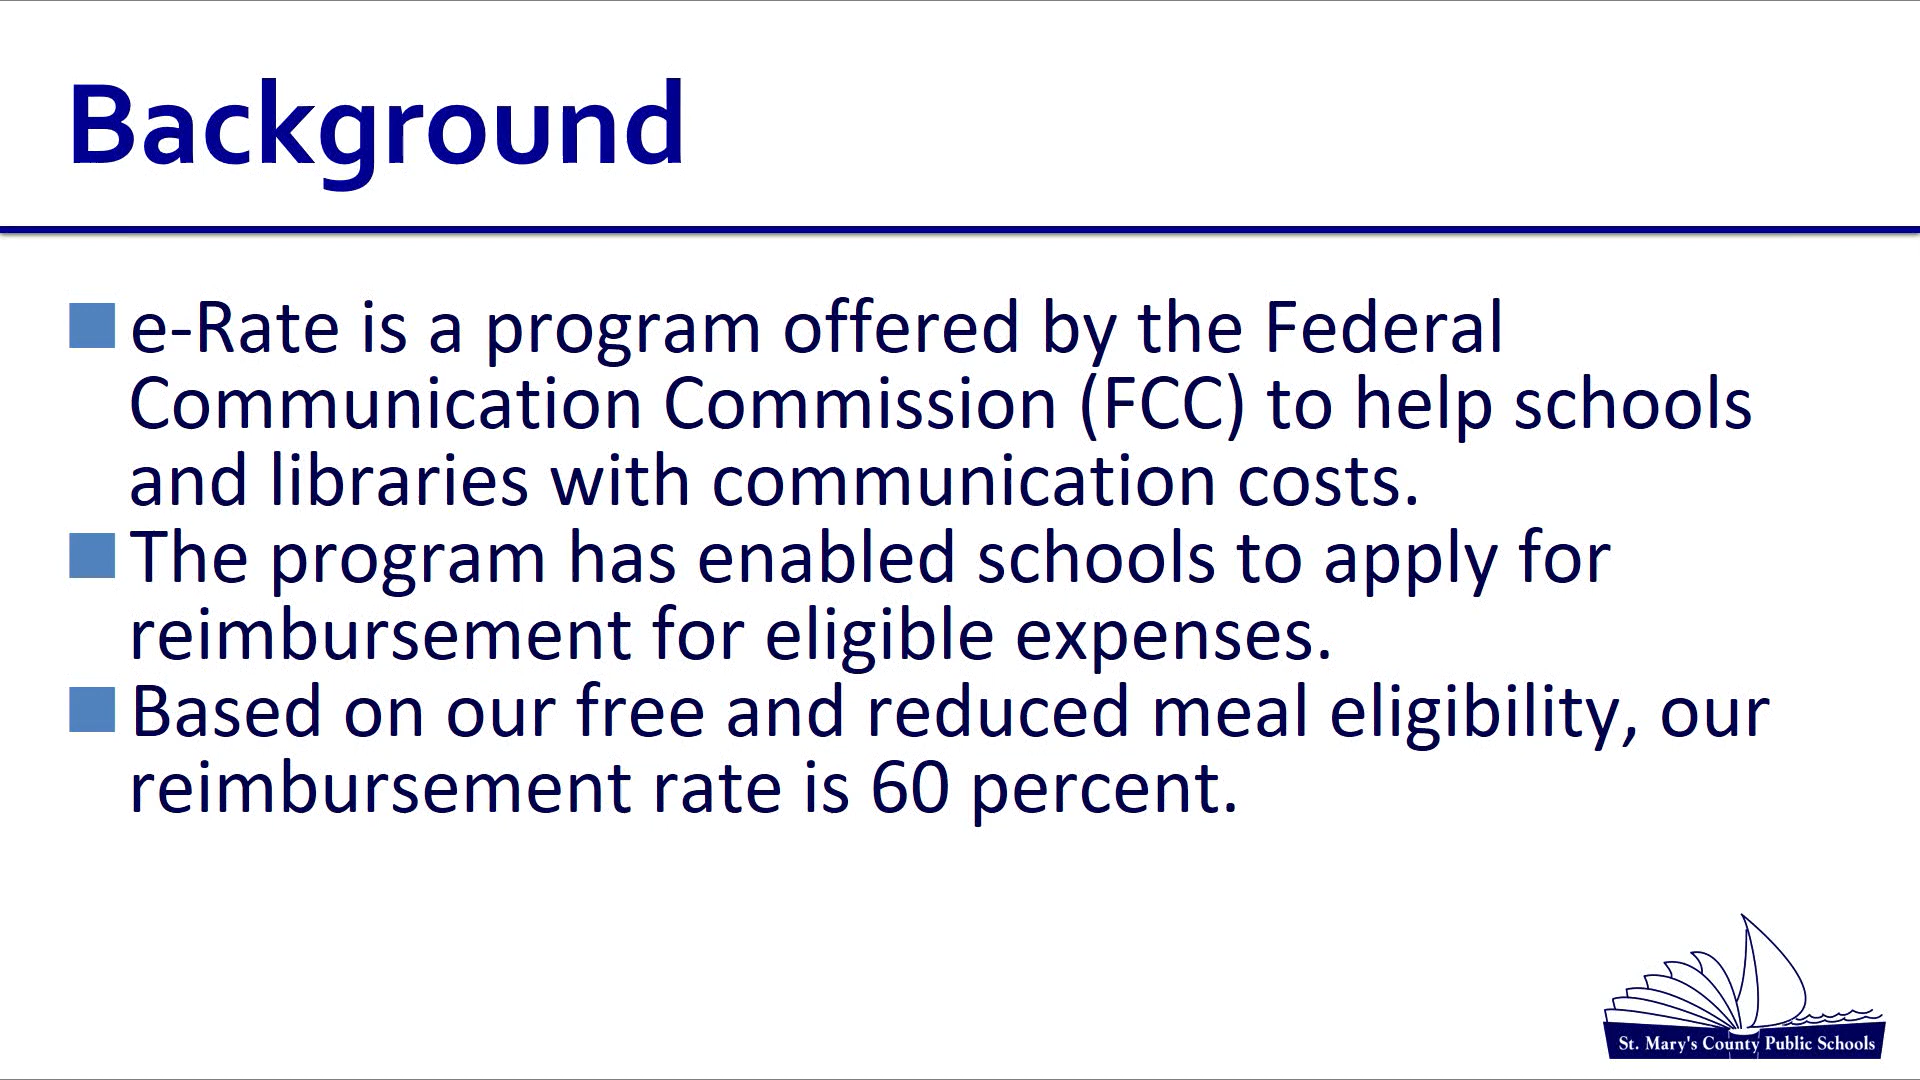 Background
e-Rate is a program offered by the Federal
Communication Commission (FCC) to help schools
and libraries with communication costs.
The program has enabled schools to apply for
reimbursement for eligible expenses.
Based on our free and reduced meal eligibility, our
reimbursement rate is 60 percent.
St. Mary's County Public Schools